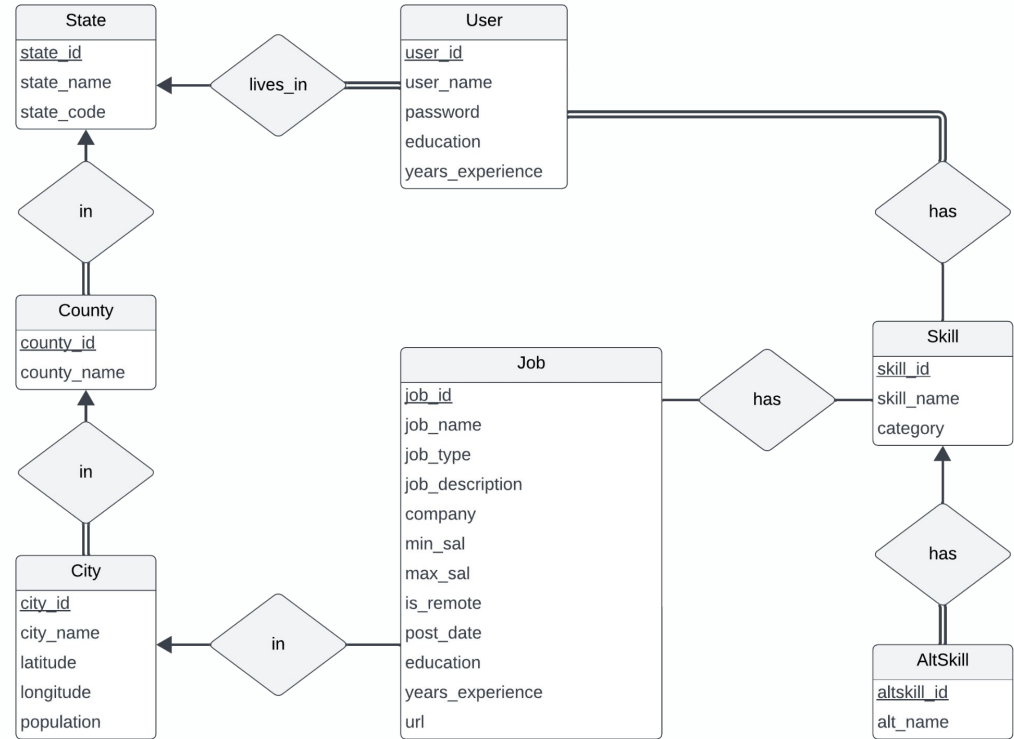 State
state_id
state_name
state_code
lives_in
User
user_id
user_name
password
education
years_experience
in
has
County
county_id
county_name
Job
job_id
job_name
job_type
job_description
company
min_sal
max_sal
is_remote
post_date
education
years_experience
url
has
Skill
skill_id
skill_name
category
in
has
City
city_id
city_name
latitude
longitude
population
in
AltSkill
altskill_id
alt_name